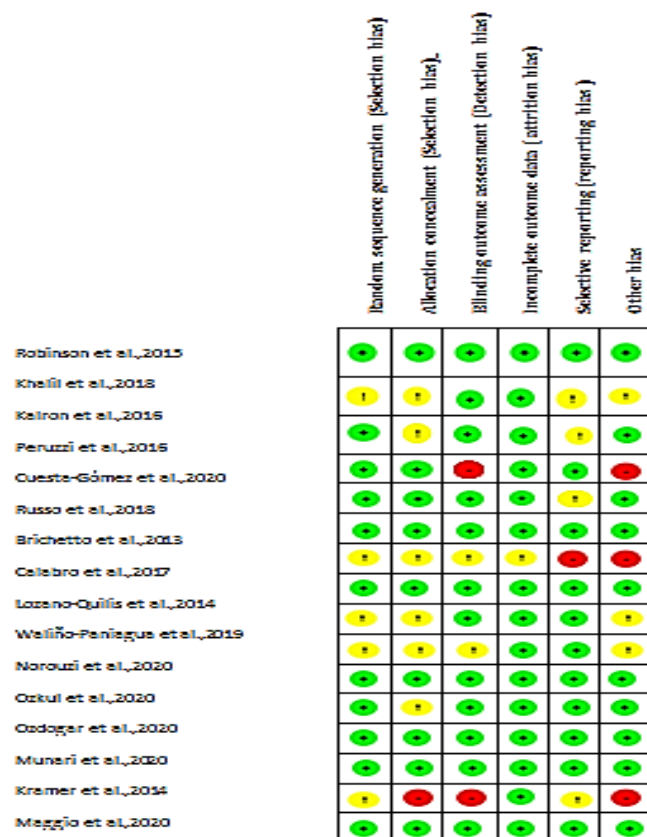 Random sequence generation (Selection bias)
Allocation concealment (Selection bias).
Blinding outcome assessment (Detection bias)
Incomplete outcome data ( attrition bias)
Selective reporting (reporting bias )
Other bias
Robinson et al.,2015
Khalil et al.,2018
Kalron et al.,2016
Peruzzi et al.,2016
Cuesta-Gómez et al.,2020
Russo et al.,2018
Brichetto et al.,2013
Calabro et al.,2017
Lozano-Quilis et al.,2014
Waliño-Paniagua et al.,2019
Norouzi et al.,2020
Ozkul et al.,2020
Ozdogar et al.,2020
Munari et al.,2020
Kramer et al.,2014
Maggio et al.,2020